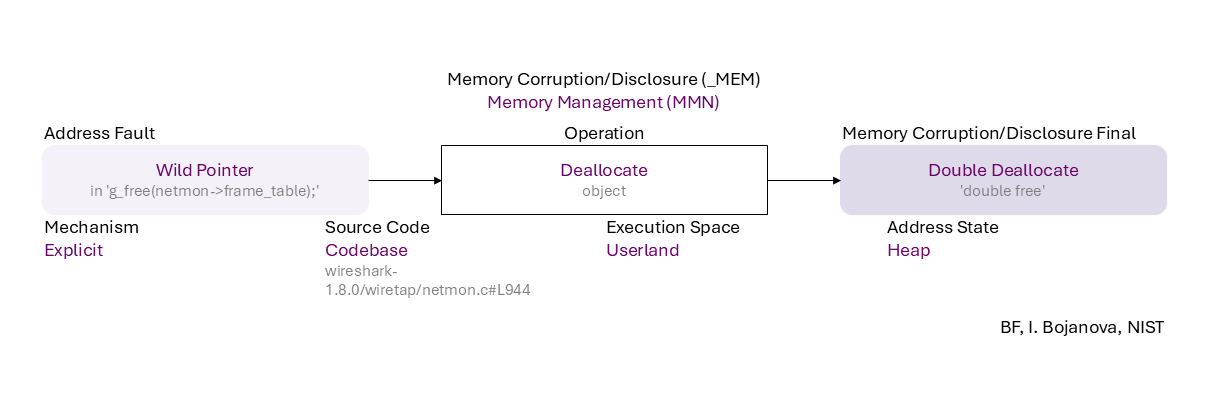 Memory Corruption/Disclosure (_MEM)
Memory Management (MMN)
Address Fault
Operation
Memory Corruption/Disclosure Final
Wild Pointer
in 'g_free(netmon->frame_table);'
Deallocate
object
Double Deallocate
'double free'
Mechanism
Explicit
Source Code
Codebase
wireshark-
1.8.0/wiretap/netmon.c#L944
Execution Space
Userland
Address State
Heap
BF, I. Bojanova, NIST